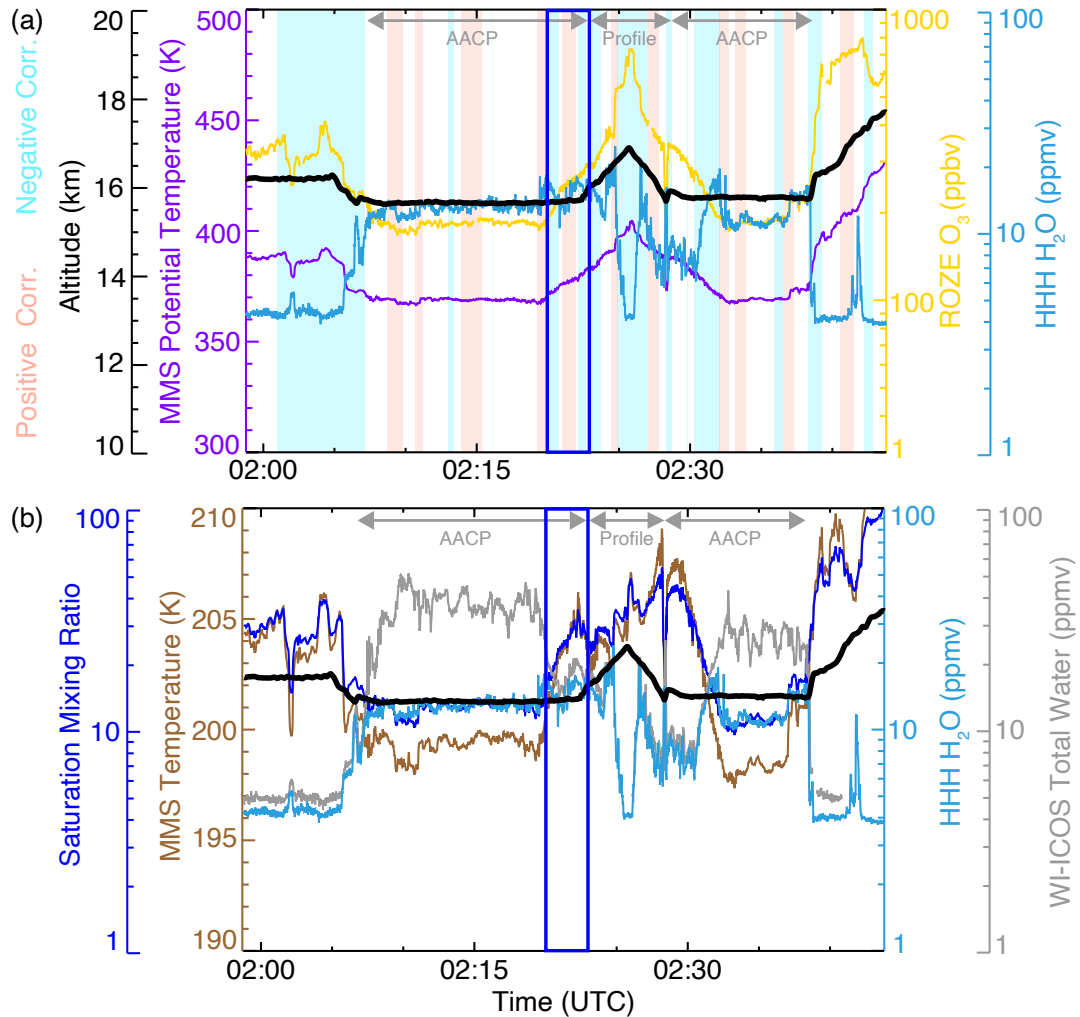 (a)
Positive Corr. Negative Corr.
Altitude (km)
20
18
16
14
12
10
MMS Potential Temperature (K)
500
450
400
350
300
AACP
Profile
AACP
1000
100
1
ROZE O₃ (ppbv)
100
10
1
HHH H₂O (ppmv)
02:00
02:15
02:30
(b)
Saturation Mixing Ratio
100
10
1
MMS Temperature (K)
210
205
200
195
190
AACP
Profile
AACP
100
10
1
HHH H₂O (ppmv)
100
10
1
WI-ICOS Total Water (ppmv)
02:00
02:15
02:30
Time (UTC)